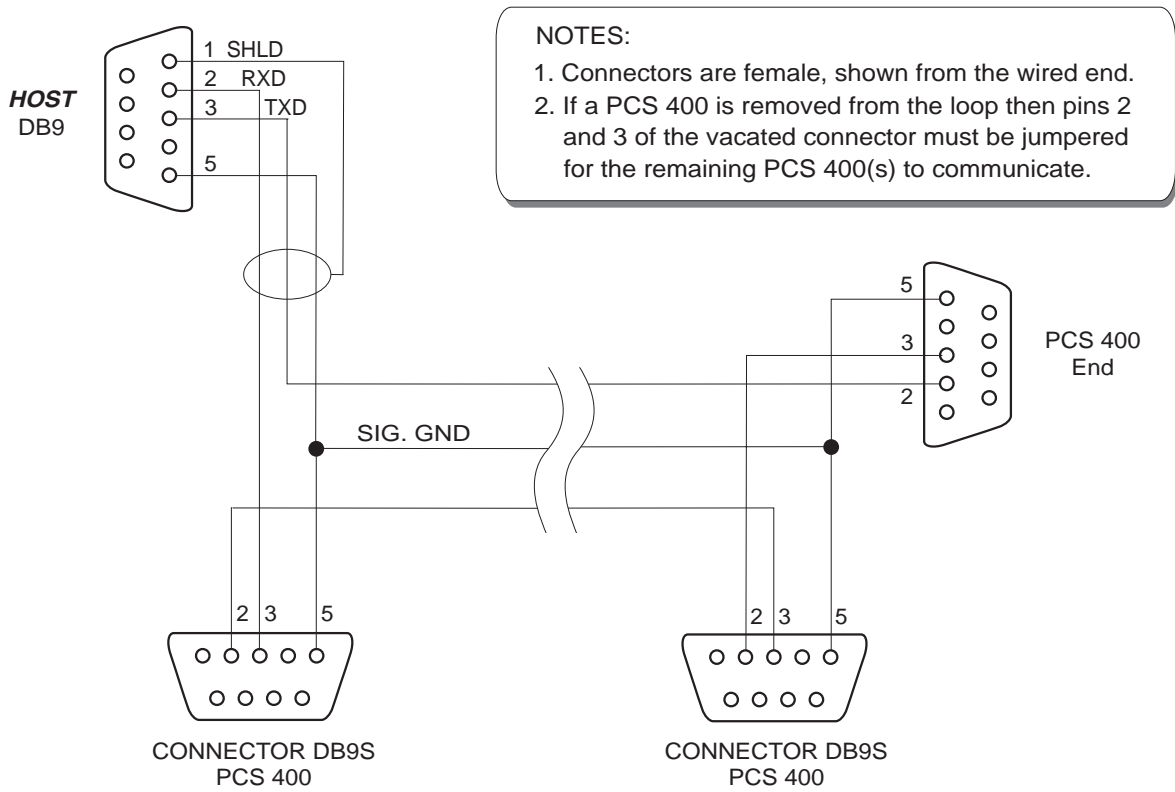 HOST
DB9
1 SHLD
2 RXD
3 TXD
5
NOTES:
1. Connectors are female, shown from the wired end.
2. If a PCS 400 is removed from the loop then pins 2
and 3 of the vacated connector must be jumpered
for the remaining PCS 400(s) to communicate.
5
3
2
PCS 400
End
SIG. GND
2 3 5
CONNECTOR DB9S
PCS 400
2 3 5
CONNECTOR DB9S
PCS 400